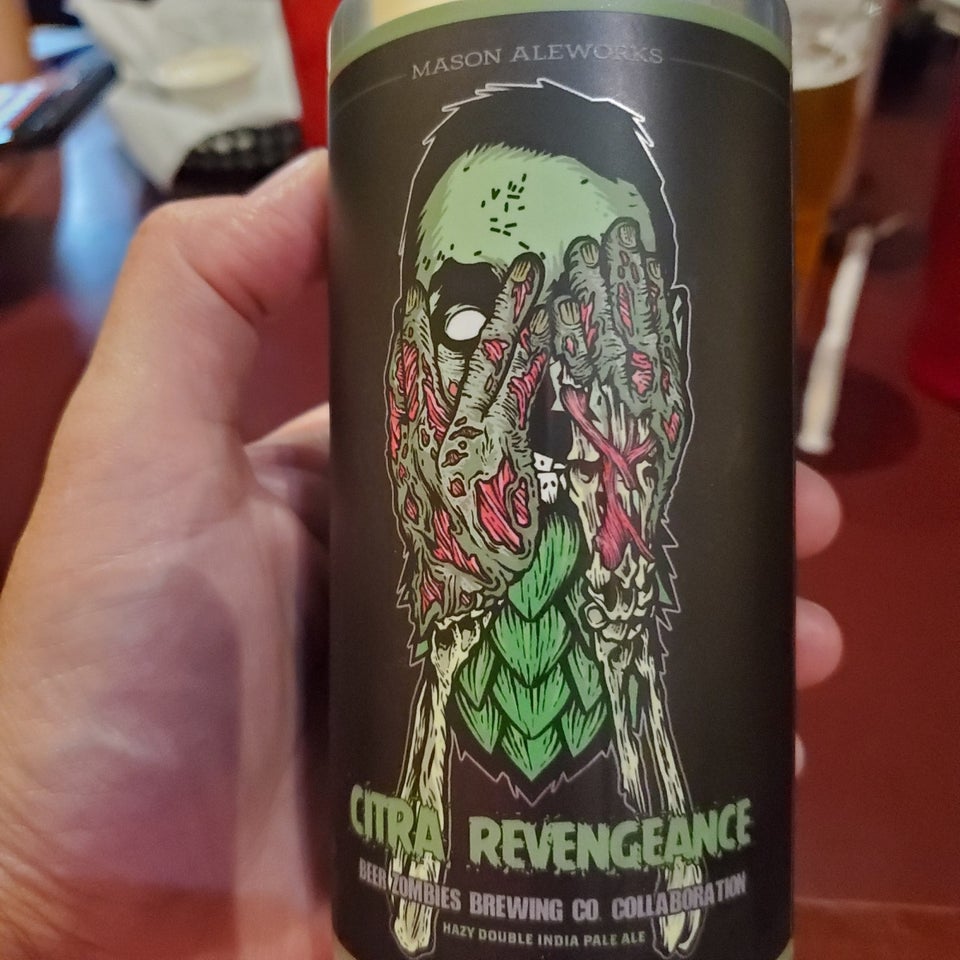 MASON ALEWORKS
CITRA REVENGEANCE
BEER ZOMBIES BREWING CO. COLLABORATION
HAZY DOUBLE INDIA PALE ALE